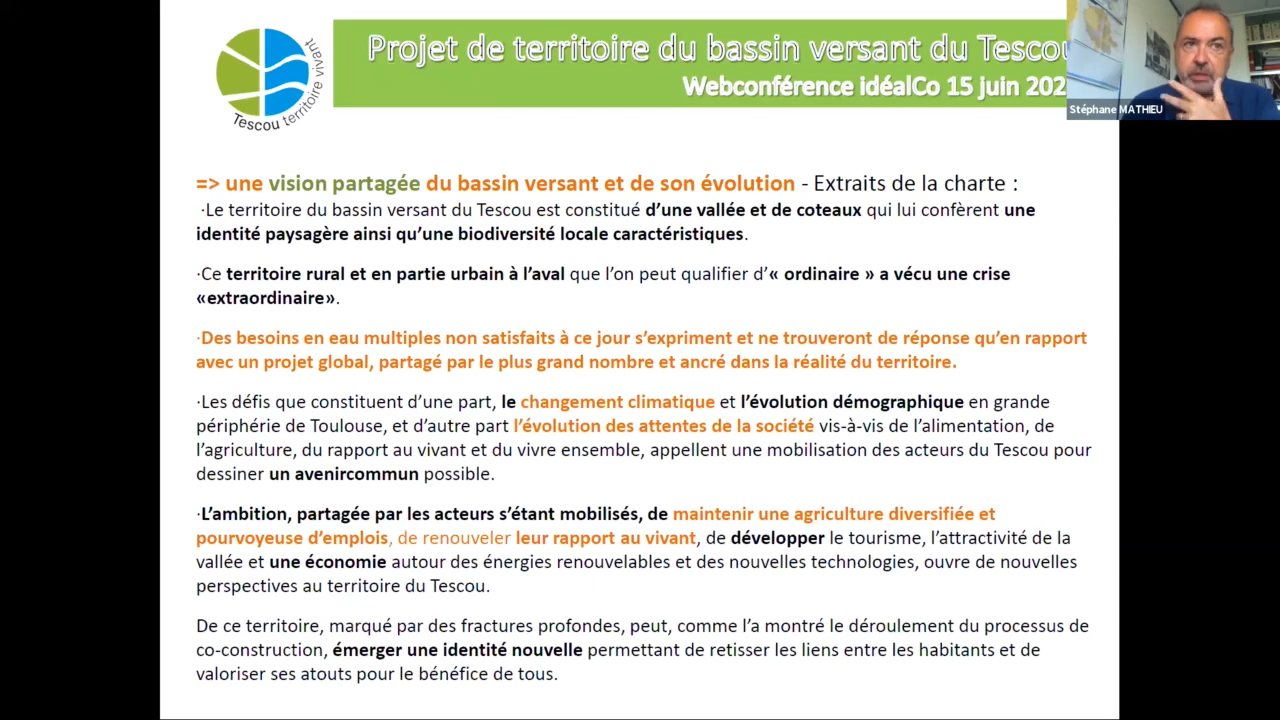 Projet de territoire du bassin versant du Tescou
Webconférence idéalCo 15 juin 202
Stéphane MATHIEU
Tescou territoire vivant
=> une vision partagée du bassin versant et de son évolution - Extraits de la charte :
·Le territoire du bassin versant du Tescou est constitué d’une vallée et de coteaux qui lui confèrent une
identité paysagère ainsi qu’une biodiversité locale caractéristiques.
·Ce territoire rural et en partie urbain à l’aval que l’on peut qualifier d’« ordinaire » a vécu une crise
«extraordinaire».
·Des besoins en eau multiples non satisfaits à ce jour s’expriment et ne trouveront de réponse qu’en rapport
avec un projet global, partagé par le plus grand nombre et ancré dans la réalité du territoire.
·Les défis que constituent d’une part, le changement climatique et l’évolution démographique en grande
périphérie de Toulouse, et d’autre part l’évolution des attentes de la société vis-à-vis de l’alimentation, de
l’agriculture, du rapport au vivant et du vivre ensemble, appellent une mobilisation des acteurs du Tescou pour
dessiner un avenircommun possible.
·L’ambition, partagée par les acteurs s’étant mobilisés, de maintenir une agriculture diversifiée et
pourvoyeuse d’emplois, de renouveler leur rapport au vivant, de développer le tourisme, l’attractivité de la
vallée et une économie autour des énergies renouvelables et des nouvelles technologies, ouvre de nouvelles
perspectives au territoire du Tescou.
De ce territoire, marqué par des fractures profondes, peut, comme l’a montré le déroulement du processus de
co-construction, émerger une identité nouvelle permettant de retisser les liens entre les habitants et de
valoriser ses atouts pour le bénéfice de tous.